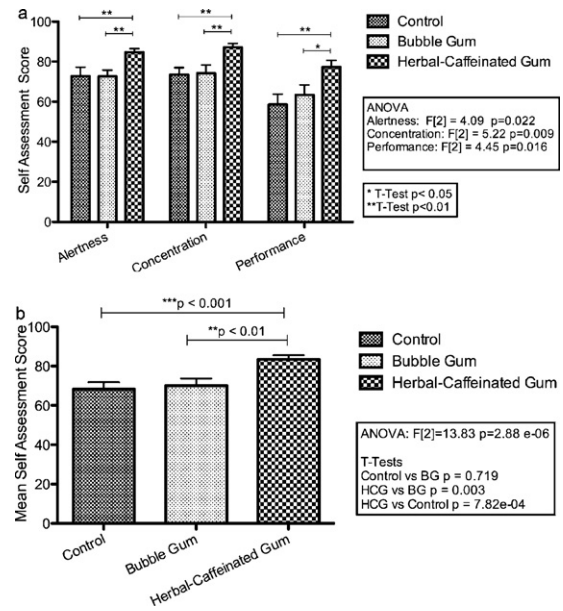 a
**
**
**
**
**
*
100
80
60
40
20
0
Self Assessment Score
Alertness
Concentration
Performance
Control
Bubble Gum
Herbal-Caffeinated Gum
ANOVA
Alertness: F[2] = 4.09 p=0.022
Concentration: F[2] = 5.22 p=0.009
Performance: F[2] = 4.45 p=0.016
* T-Test p< 0.05
**T-Test p<0.01
b
***p < 0.001
**p < 0.01
100
80
60
40
20
0
Mean Self Assessment Score
Control
Bubble Gum
Herbal-Caffeinated Gum
Control
Bubble Gum
Herbal-Caffeinated Gum
ANOVA: F[2]=13.83 p=2.88 e-06
T-Tests
Control vs BG p = 0.719
HCG vs BG p = 0.003
HCG vs Control p = 7.82e-04